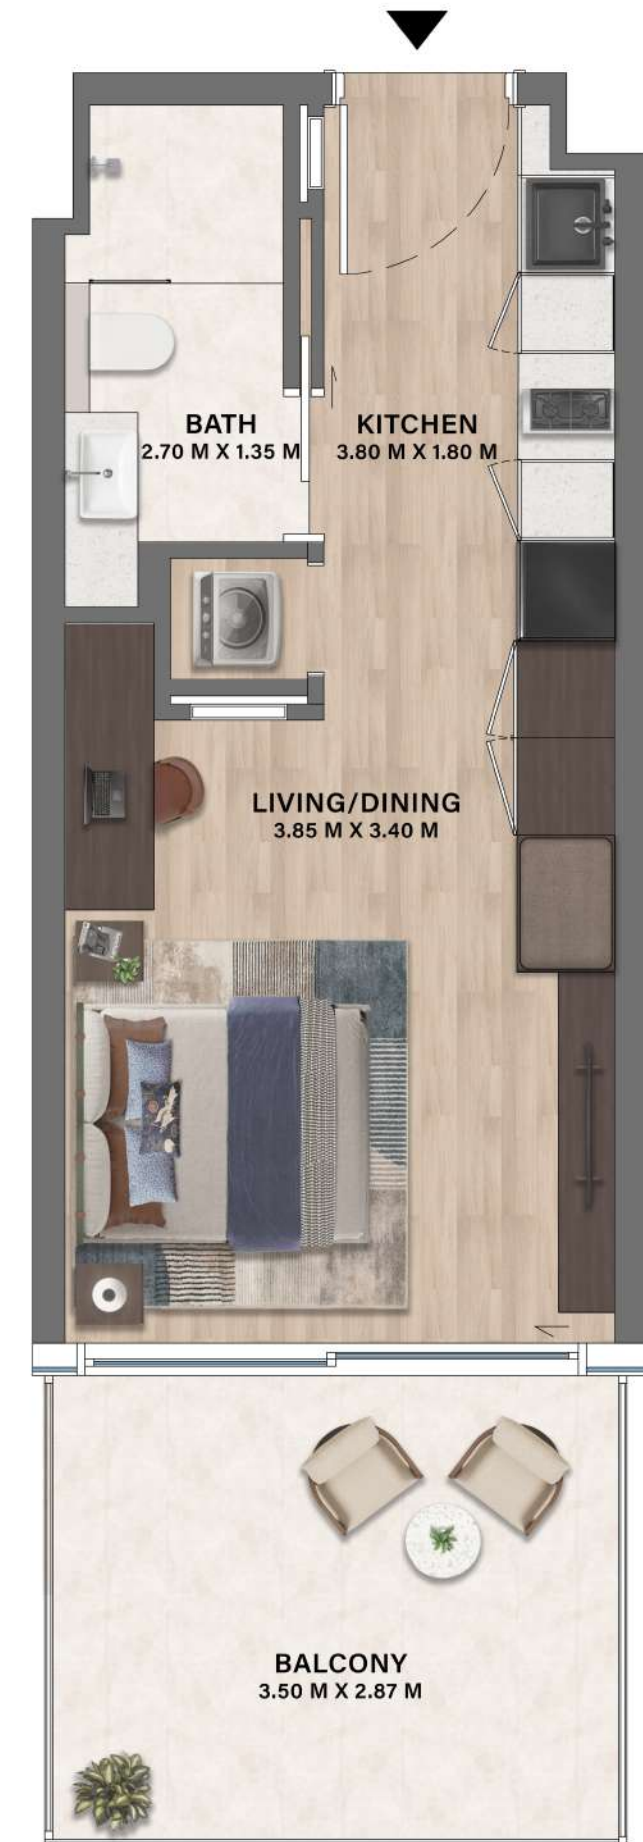 BATH
2.70 M X 1.35 M
KITCHEN
3.80 M X 1.80 M
LIVING/DINING
3.85 M X 3.40 M
BALCONY
3.50 M X 2.87 M